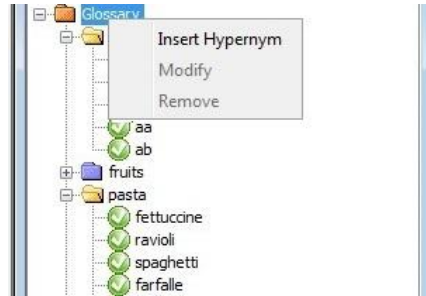 Glossary
Insert Hypernym
Modify
Remove
aa
ab
fruits
pasta
fettuccine
ravioli
spaghetti
farfalle